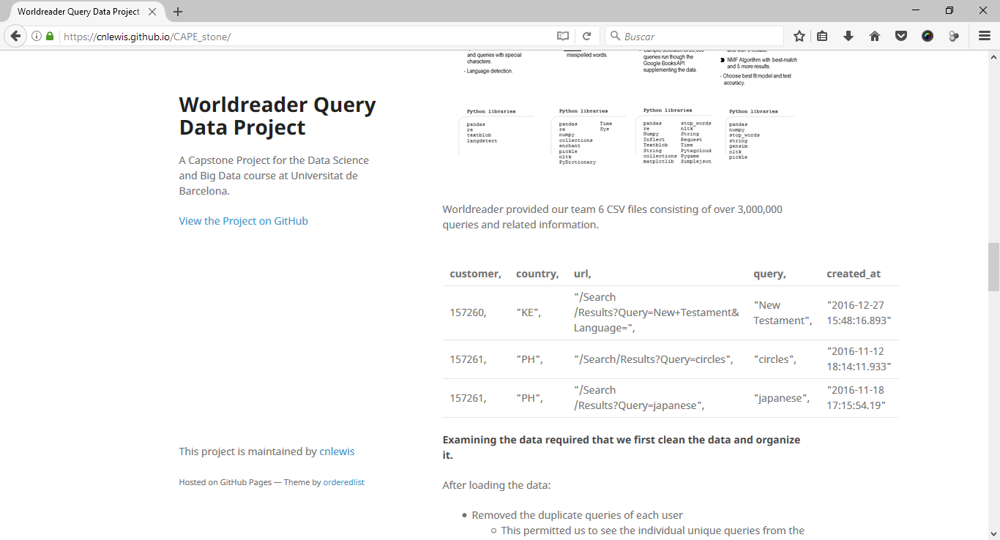 Worldreader Query Data Project
https://cnlewis.github.io/CAPE_stone/
Buscar
Worldreader Query
Data Project
A Capstone Project for the Data Science
and Big Data course at Universitat de
Barcelona.
View the Project on GitHub
This project is maintained by cnlewis
Hosted on GitHub Pages — Theme by orderedlist
and queries with special
characters.
- Language detection.
misspelled words.
queries run though the
Google Books API
supplementing the data.
NMF Algorithm with best-match
and 5 more results.
- Choose best fit model and test
accuracy.
Python libraries
pandas
re
textblob
langdetect
Python libraries
pandas Time
re Sys
numpy
collections
enchant
pickle
nltk
PyDictionary
Python libraries
pandas stop_words
re nltk
Numpy String
Inflect Request
Textblob Time
String Pytagcloud
collections Pygame
matplotlib Simplejson
Python libraries
pandas
numpy
stop_words
string
gensim
nltk
pickle
Worldreader provided our team 6 CSV files consisting of over 3,000,000
queries and related information.
customer, country, url, query, created_at
157260, "KE", "/Search
/Results?Query=New+Testament&
Language=", "New
Testament", "2016-12-27
15:48:16.893"
157261, "PH", "/Search/Results?Query=circles", "circles", "2016-11-12
18:14:11.933"
157261, "PH", "/Search
/Results?Query=japanese", "japanese", "2016-11-18
17:15:54.19"
Examining the data required that we first clean the data and organize
it.
After loading the data:
• Removed the duplicate queries of each user
○ This permitted us to see the individual unique queries from the